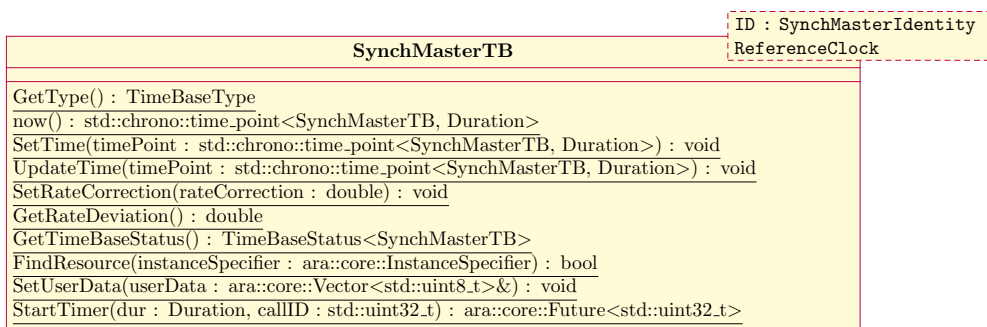 ID : SynchMasterIdentity
ReferenceClock
SynchMasterTB
GetType() : TimeBaseType
now() : std::chrono::time_point<SynchMasterTB, Duration>
SetTime(timePoint : std::chrono::time_point<SynchMasterTB, Duration>) : void
UpdateTime(timePoint : std::chrono::time_point<SynchMasterTB, Duration>) : void
SetRateCorrection(rateCorrection : double) : void
GetRateDeviation() : double
GetTimeBaseStatus() : TimeBaseStatus<SynchMasterTB>
FindResource(instanceSpecifier : ara::core::InstanceSpecifier) : bool
SetUserData(userData : ara::core::Vector<std::uint8_t>&) : void
StartTimer(dur : Duration, callID : std::uint32_t) : ara::core::Future<std::uint32_t>